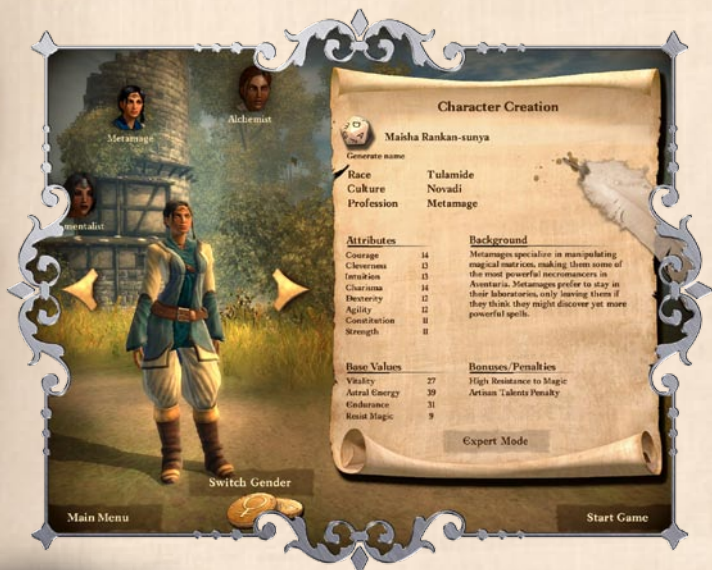 Character Creation
Metamage
Alchemist
mentalist
Maisha Rankan-sunya
Generate name
Race Tulamide
Culture Novadi
Profession Metamage
Attributes
Courage 14
Cleverness 13
Intuition 13
Charisma 14
Dexterity 12
Agility 12
Constitution 11
Strength 11
Background
Metamages specialize in manipulating
magical matrices, making them some of
the most powerful necromancers in
Aventuria. Metamages prefer to stay in
their laboratories, only leaving them if
they think they might discover yet more
powerful spells.
Base Values
Vitality 27
Astral Energy 39
Endurance 31
Resist Magic 9
Bonuses/Penalties
High Resistance to Magic
Artisan Talents Penalty
Expert Mode
Switch Gender
Main Menu
Start Game